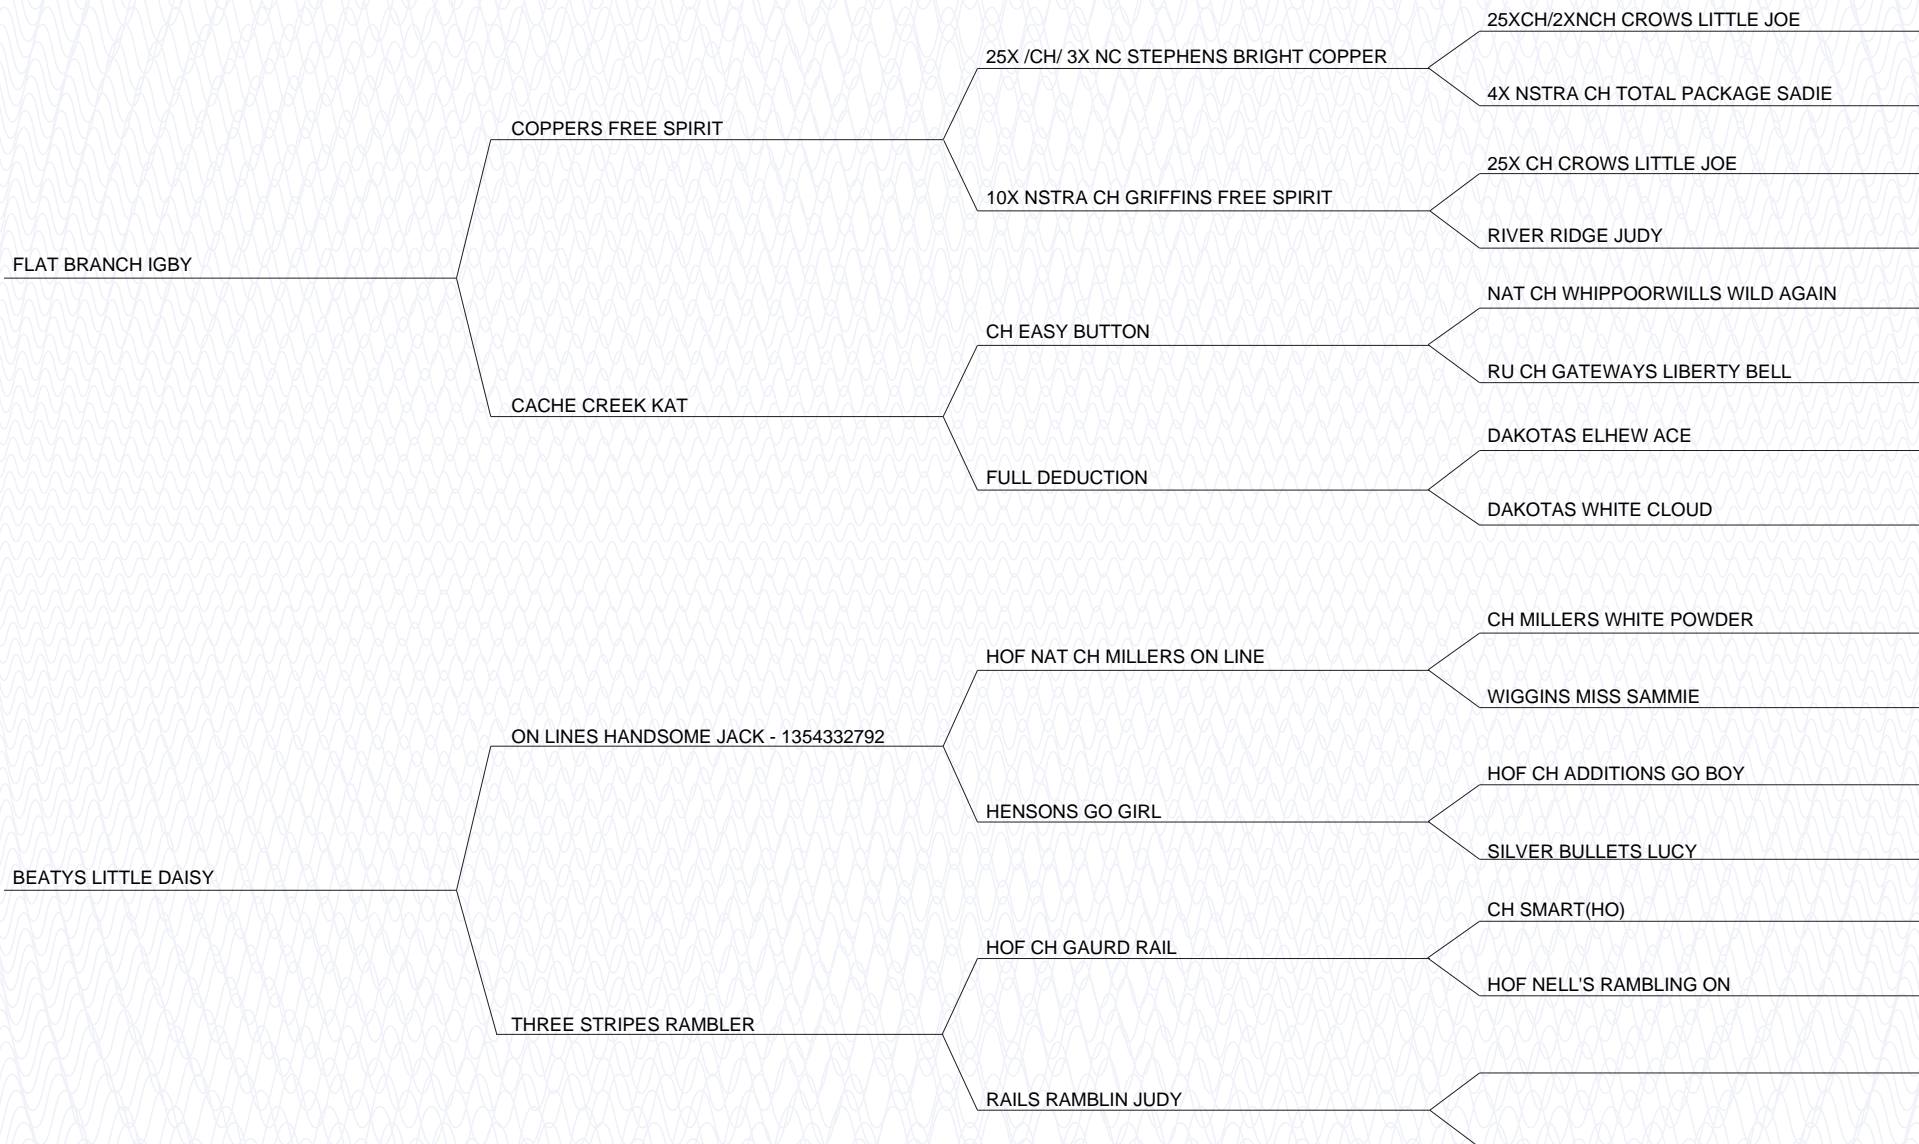 25XCH/2XNCH CROWS LITTLE JOE
25X /CH/ 3X NC STEPHENS BRIGHT COPPER
4X NSTRA CH TOTAL PACKAGE SADIE
COPPERS FREE SPIRIT
25X CH CROWS LITTLE JOE
10X NSTRA CH GRIFFINS FREE SPIRIT
RIVER RIDGE JUDY
FLAT BRANCH IGBY
NAT CH WHIPPOORWILLS WILD AGAIN
CH EASY BUTTON
RU CH GATEWAYS LIBERTY BELL
CACHE CREEK KAT
DAKOTAS ELHEW ACE
FULL DEDUCTION
DAKOTAS WHITE CLOUD
CH MILLERS WHITE POWDER
HOF NAT CH MILLERS ON LINE
WIGGINS MISS SAMMIE
ON LINES HANDSOME JACK - 1354332792
HOF CH ADDITIONS GO BOY
HENSONS GO GIRL
SILVER BULLETS LUCY
BEATYS LITTLE DAISY
CH SMART(HO)
HOF CH GAURD RAIL
HOF NELL'S RAMBLING ON
THREE STRIPES RAMBLER
RAILS RAMBLIN JUDY